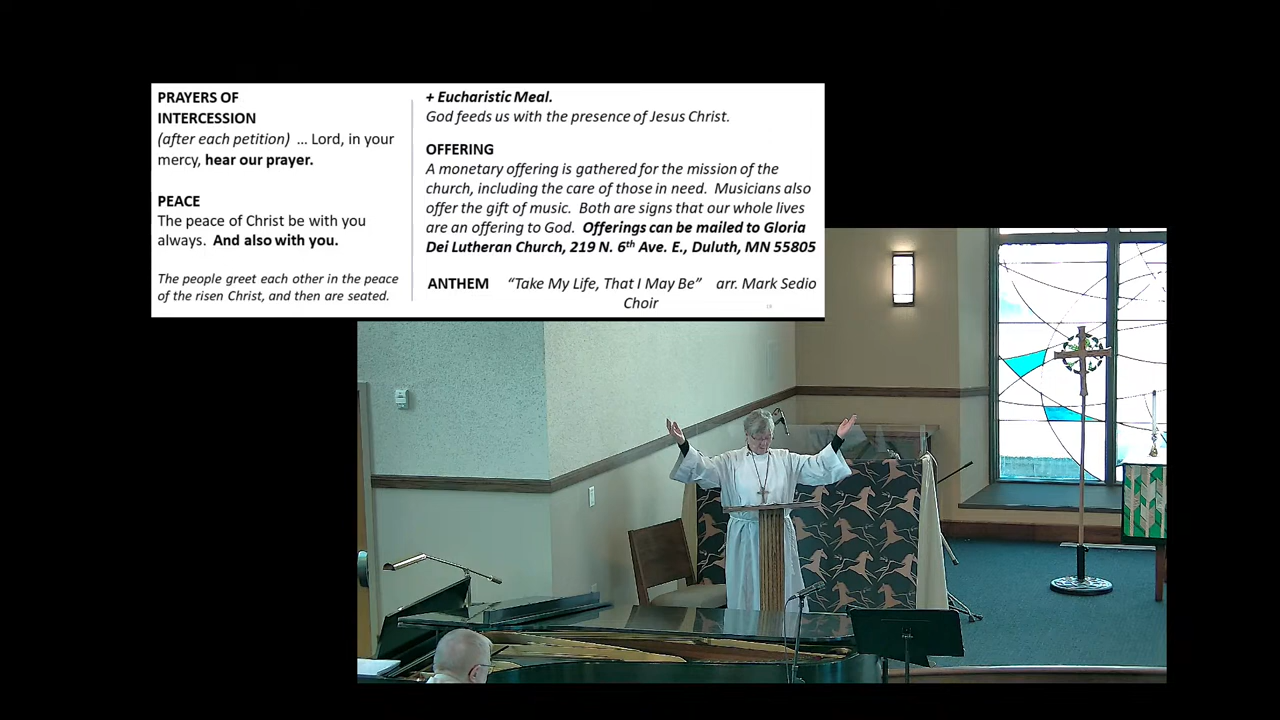 PRAYERS OF
INTERCESSION
(after each petition) ... Lord, in your
mercy, hear our prayer.
PEACE
The peace of Christ be with you
always. And also with you.
The people greet each other in the peace
of the risen Christ, and then are seated.
+ Eucharistic Meal.
God feeds us with the presence of Jesus Christ.
OFFERING
A monetary offering is gathered for the mission of the
church, including the care of those in need. Musicians also
offer the gift of music. Both are signs that our whole lives
are an offering to God. Offerings can be mailed to Gloria
Dei Lutheran Church, 219 N. 6th Ave. E., Duluth, MN 55805
ANTHEM "Take My Life, That I May Be" arr. Mark Sedio
Choir